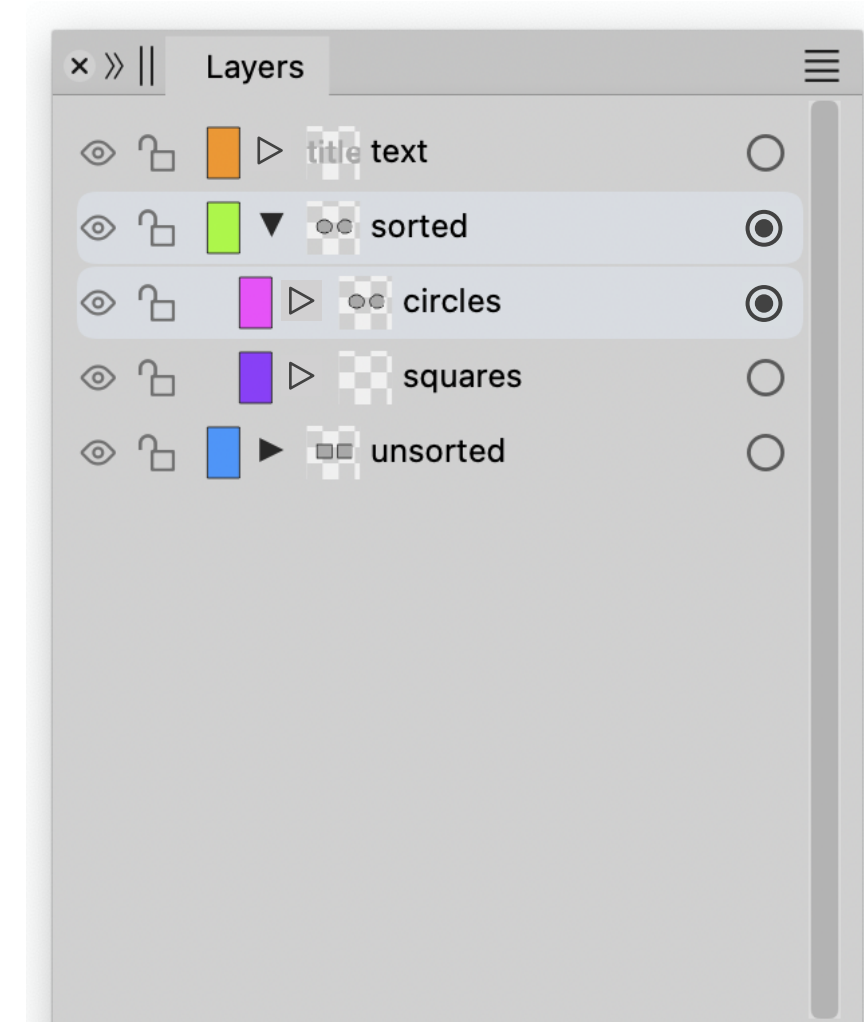 Layers
title text
sorted
circles
squares
unsorted